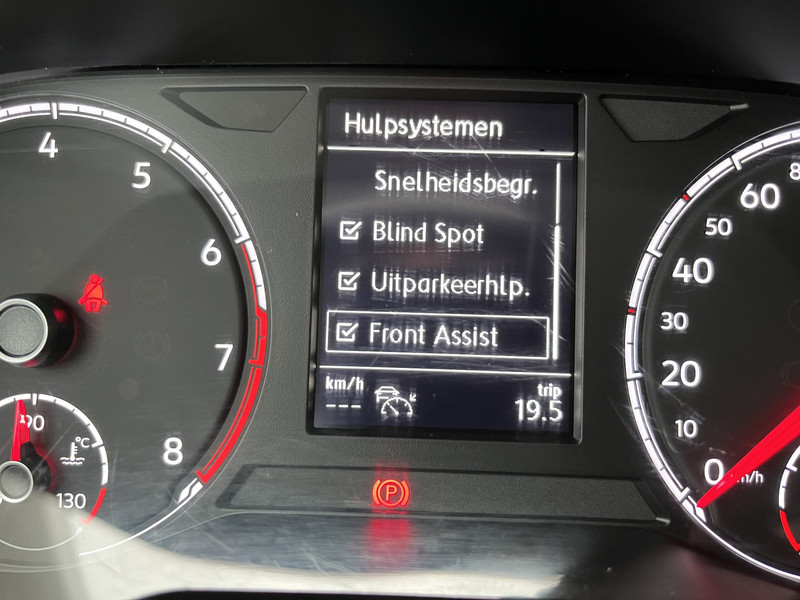 Hulpsystemen
Snelheidsbegr.
Blind Spot
Uitparkeerhlp.
Front Assist
km/h
trip
---
19.5
4
5
6
7
8
90
°C
130
P
60
50
40
30
20
10
0